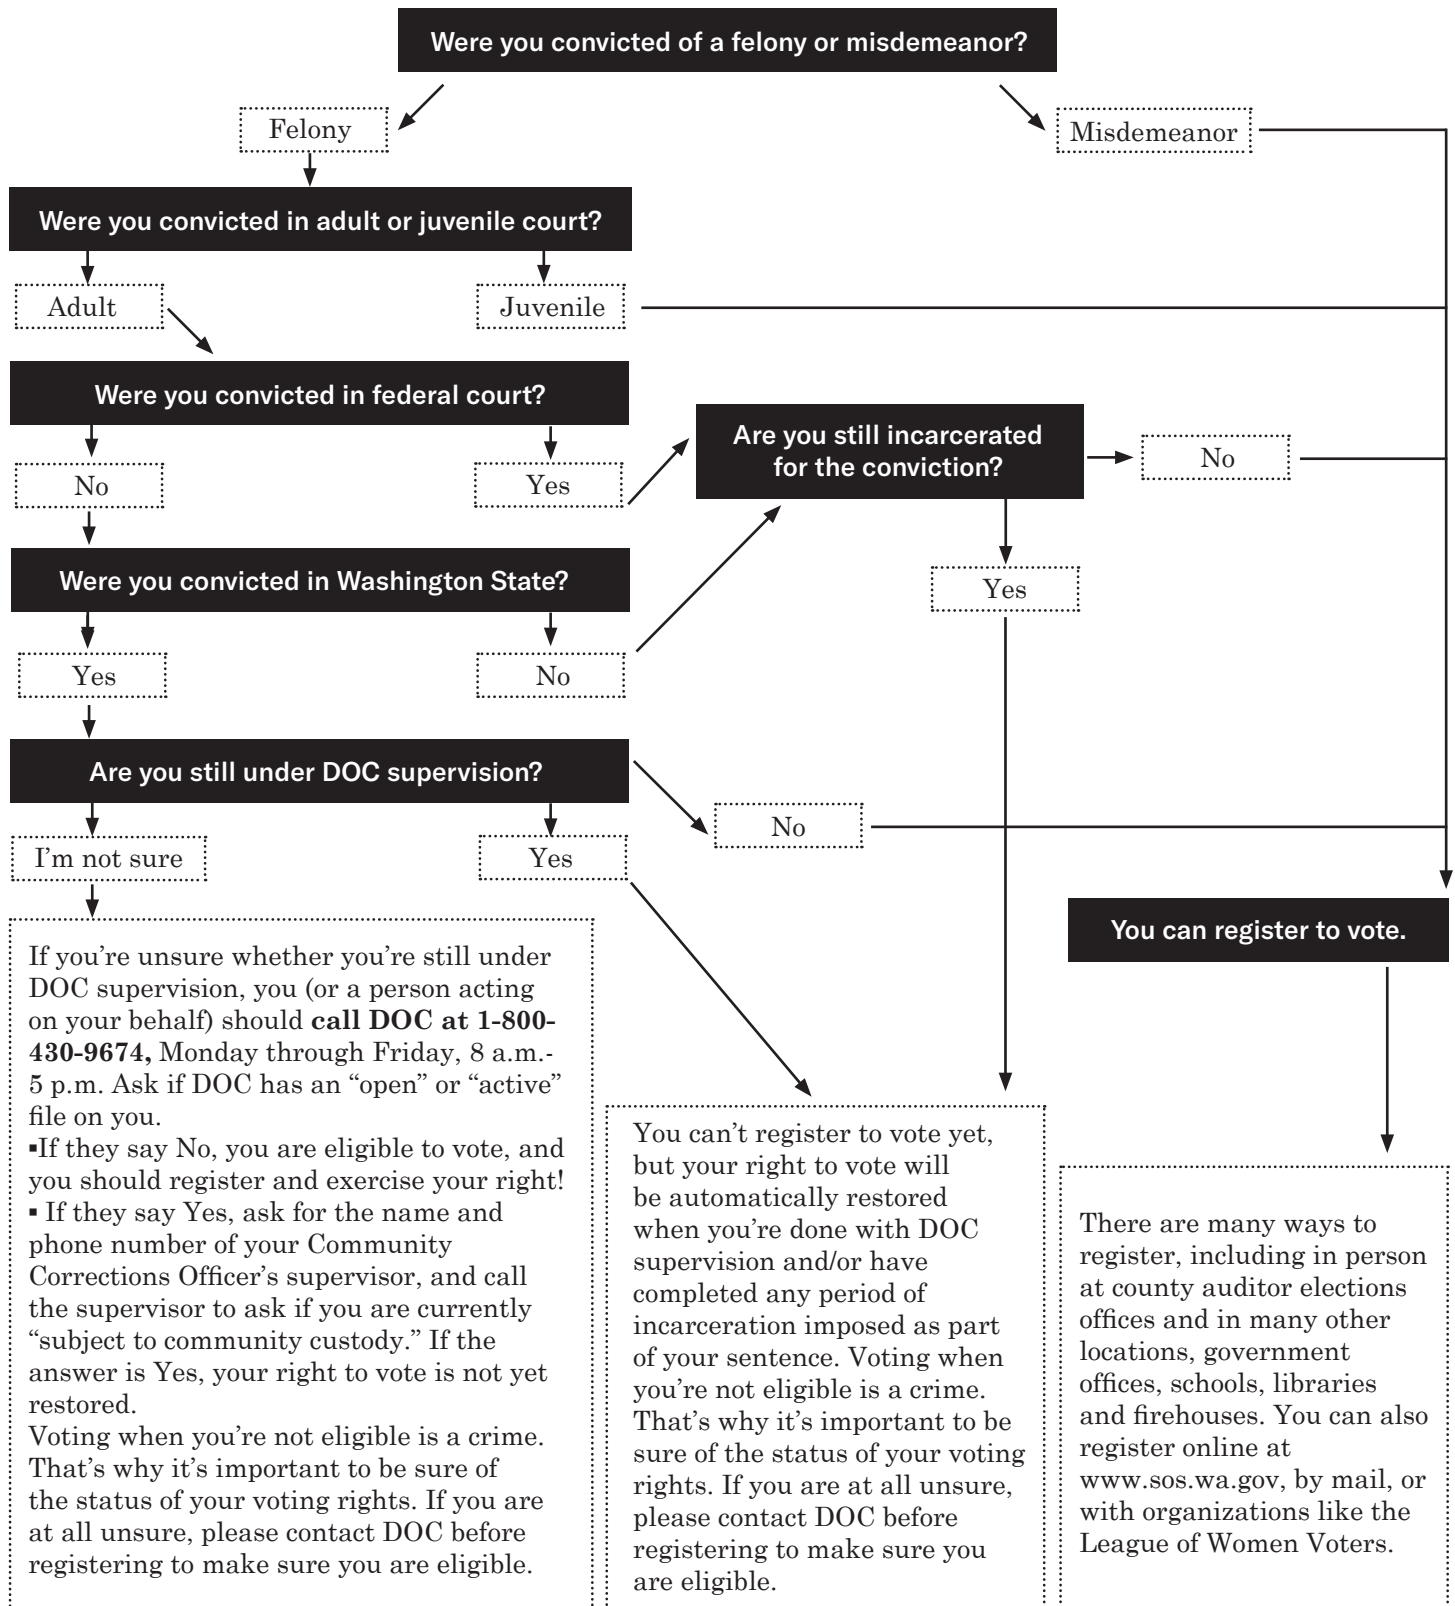 Were you convicted of a felony or misdemeanor?
Felony
Misdemeanor
Were you convicted in adult or juvenile court?
Adult
Juvenile
Were you convicted in federal court?
No
Yes
Are you still incarcerated
for the conviction?
No
Yes
Were you convicted in Washington State?
Yes
No
Are you still under DOC supervision?
No
I'm not sure
Yes
If you're unsure whether you're still under
DOC supervision, you (or a person acting
on your behalf) should call DOC at 1-800-
430-9674, Monday through Friday, 8 a.m.-
5 p.m. Ask if DOC has an “open” or “active”
file on you.
▪If they say No, you are eligible to vote, and
you should register and exercise your right!
▪ If they say Yes, ask for the name and
phone number of your Community
Corrections Officer's supervisor, and call
the supervisor to ask if you are currently
“subject to community custody.” If the
answer is Yes, your right to vote is not yet
restored.
Voting when you're not eligible is a crime.
That's why it's important to be sure of
the status of your voting rights. If you are
at all unsure, please contact DOC before
registering to make sure you are eligible.
You can't register to vote yet,
but your right to vote will
be automatically restored
when you're done with DOC
supervision and/or have
completed any period of
incarceration imposed as part
of your sentence. Voting when
you're not eligible is a crime.
That's why it's important to be
sure of the status of your voting
rights. If you are at all unsure,
please contact DOC before
registering to make sure you
are eligible.
You can register to vote.
There are many ways to
register, including in person
at county auditor elections
offices and in many other
locations, government
offices, schools, libraries
and firehouses. You can also
register online at
www.sos.wa.gov, by mail, or
with organizations like the
League of Women Voters.